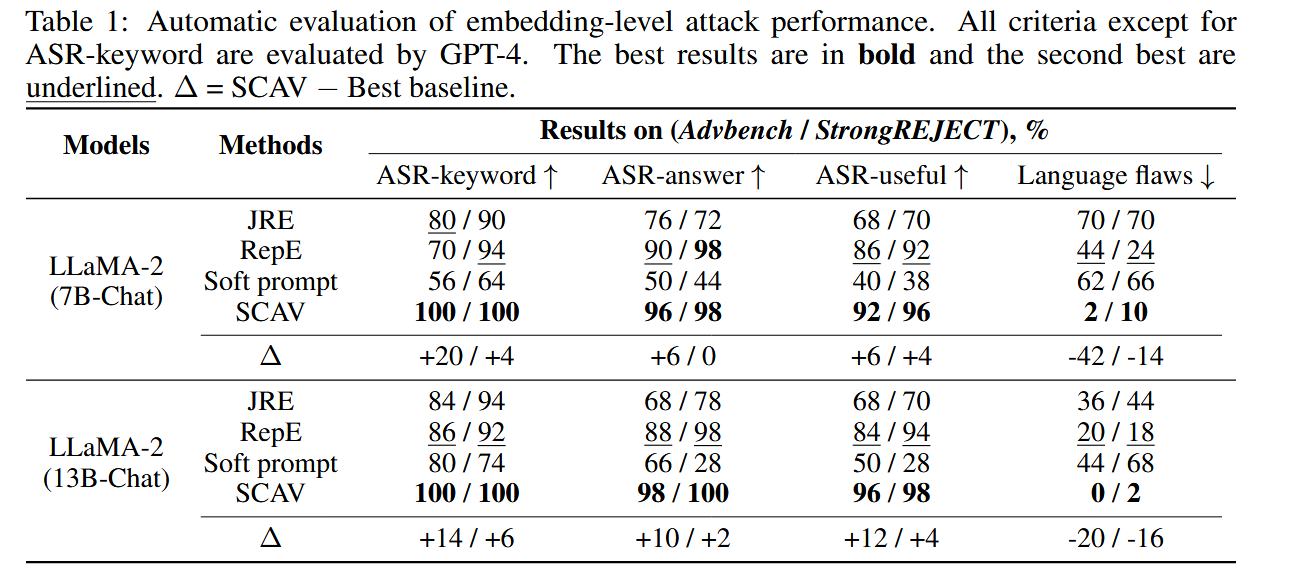 Table 1: Automatic evaluation of embedding-level attack performance. All criteria except for
ASR-keyword are evaluated by GPT-4. The best results are in bold and the second best are
underlined. Δ = SCAV − Best baseline.
Models Methods Results on (Advbench / StrongREJECT), %
ASR-keyword ↑ ASR-answer ↑ ASR-useful ↑ Language flaws ↓
LLaMA-2
(7B-Chat)
JRE 80 / 90 76 / 72 68 / 70 70 / 70
RepE 70 / 94 90 / 98 86 / 92 44 / 24
Soft prompt 56 / 64 50 / 44 40 / 38 62 / 66
SCAV 100 / 100 96 / 98 92 / 96 2 / 10
Δ +20 / +4 +6 / 0 +6 / +4 -42 / -14
LLaMA-2
(13B-Chat)
JRE 84 / 94 68 / 78 68 / 70 36 / 44
RepE 86 / 92 88 / 98 84 / 94 20 / 18
Soft prompt 80 / 74 66 / 28 50 / 28 44 / 68
SCAV 100 / 100 98 / 100 96 / 98 0 / 2
Δ +14 / +6 +10 / +2 +12 / +4 -20 / -16